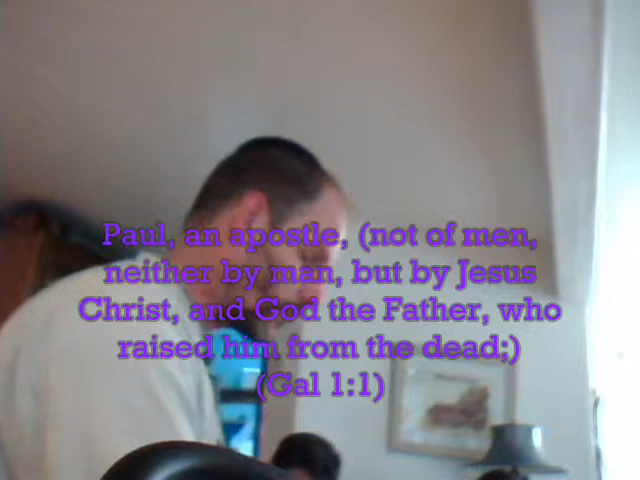 Paul, an apostle, (not of men,
neither by man, but by Jesus
Christ, and God the Father, who
raised him from the dead;)
(Gal 1:1)